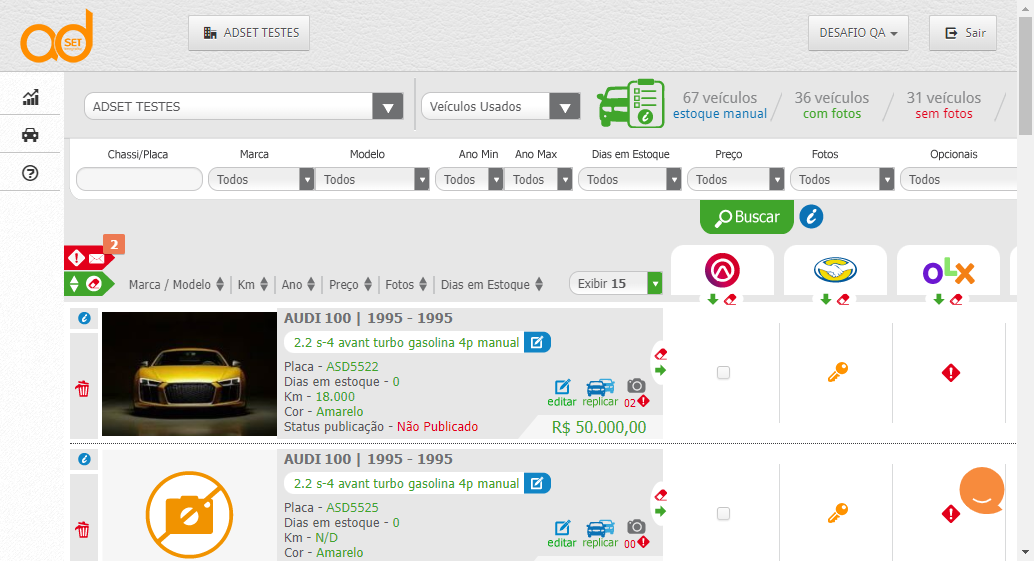 ad
SET
ADSET TESTES
DESAFIO QA
Sair
ADSET TESTES
Veículos Usados
67 veículos
estoque manual
36 veículos
com fotos
31 veículos
sem fotos
Chassi/Placa
Marca
Modelo
Ano Min
Ano Max
Dias em Estoque
Preço
Fotos
Opcionais
Todos
Todos
Todos
Todos
Todos
Todos
Todos
Todos
Buscar
2
Marca / Modelo
Km
Ano
Preço
Fotos
Dias em Estoque
Exibir 15
OLX
AUDI 100 | 1995 - 1995
2.2 s-4 avant turbo gasolina 4p manual
Placa - ASD5522
Dias em estoque - 0
Km - 18.000
Cor - Amarelo
Status publicação - Não Publicado
editar
replicar
02
R$ 50.000,00
AUDI 100 | 1995 - 1995
2.2 s-4 avant turbo gasolina 4p manual
Placa - ASD5525
Dias em estoque - 0
Km - N/D
Cor - Amarelo
editar
replicar
00